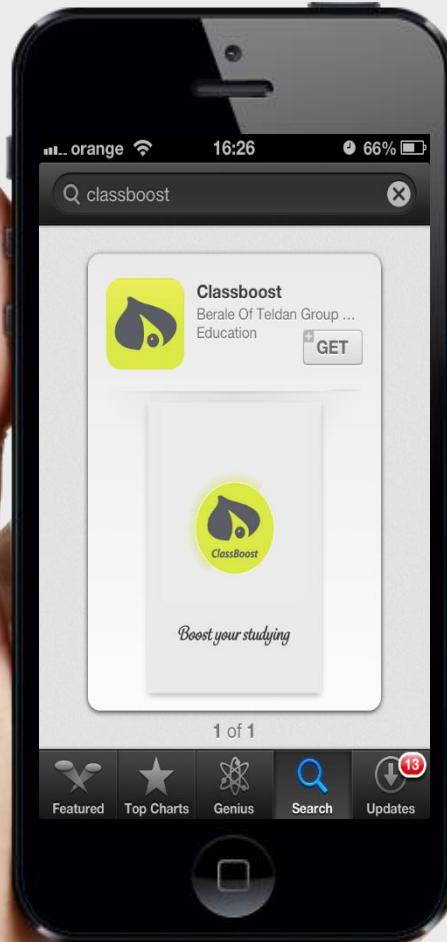 orange 16:26 66%
classboost
Classboost
Berale Of Teldan Group ...
Education
GET
ClassBoost
Boost your studying
1 of 1
13
Featured Top Charts Genius Search Updates